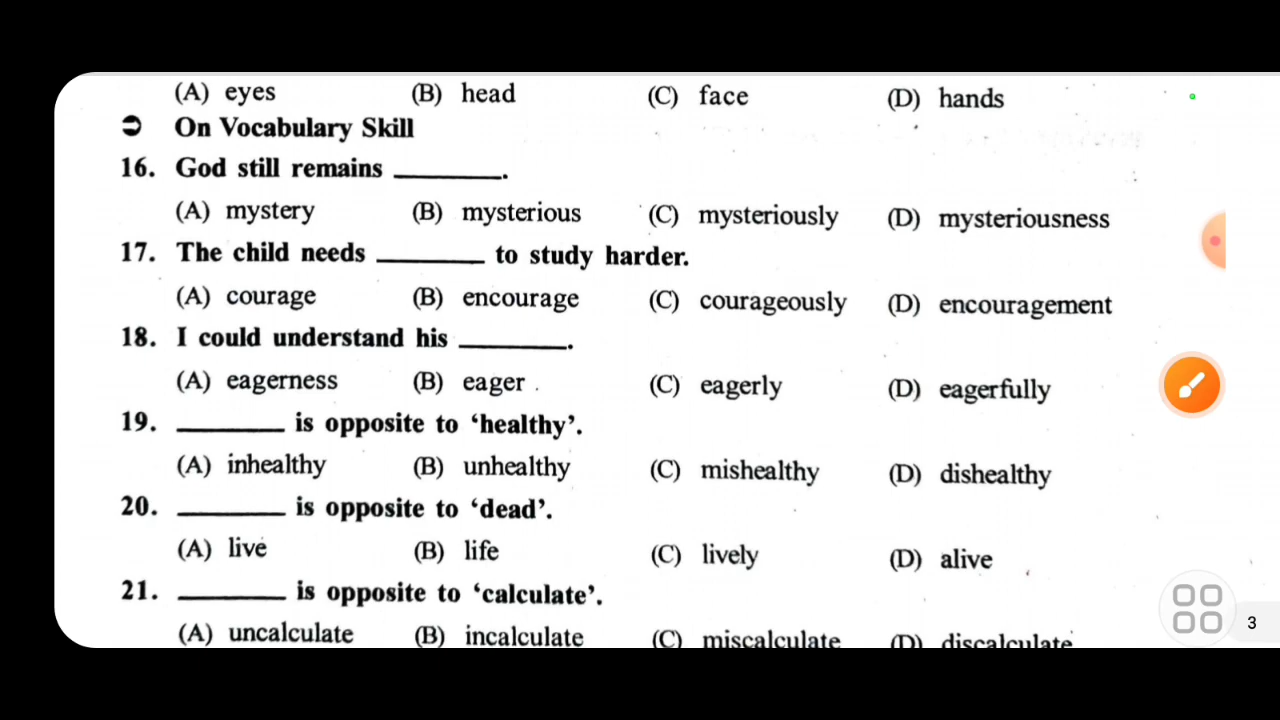 (A) eyes (B) head (C) face (D) hands
➲ On Vocabulary Skill
16. God still remains ________.
(A) mystery (B) mysterious (C) mysteriously (D) mysteriousness
17. The child needs ________ to study harder.
(A) courage (B) encourage (C) courageously (D) encouragement
18. I could understand his ________.
(A) eagerness (B) eager (C) eagerly (D) eagerfully
19. ________ is opposite to ‘healthy’.
(A) inhealthy (B) unhealthy (C) mishealthy (D) dishealthy
20. ________ is opposite to ‘dead’.
(A) live (B) life (C) lively (D) alive
21. ________ is opposite to ‘calculate’.
(A) uncalculate (B) incalculate (C) miscalculate (D) discalculate
3